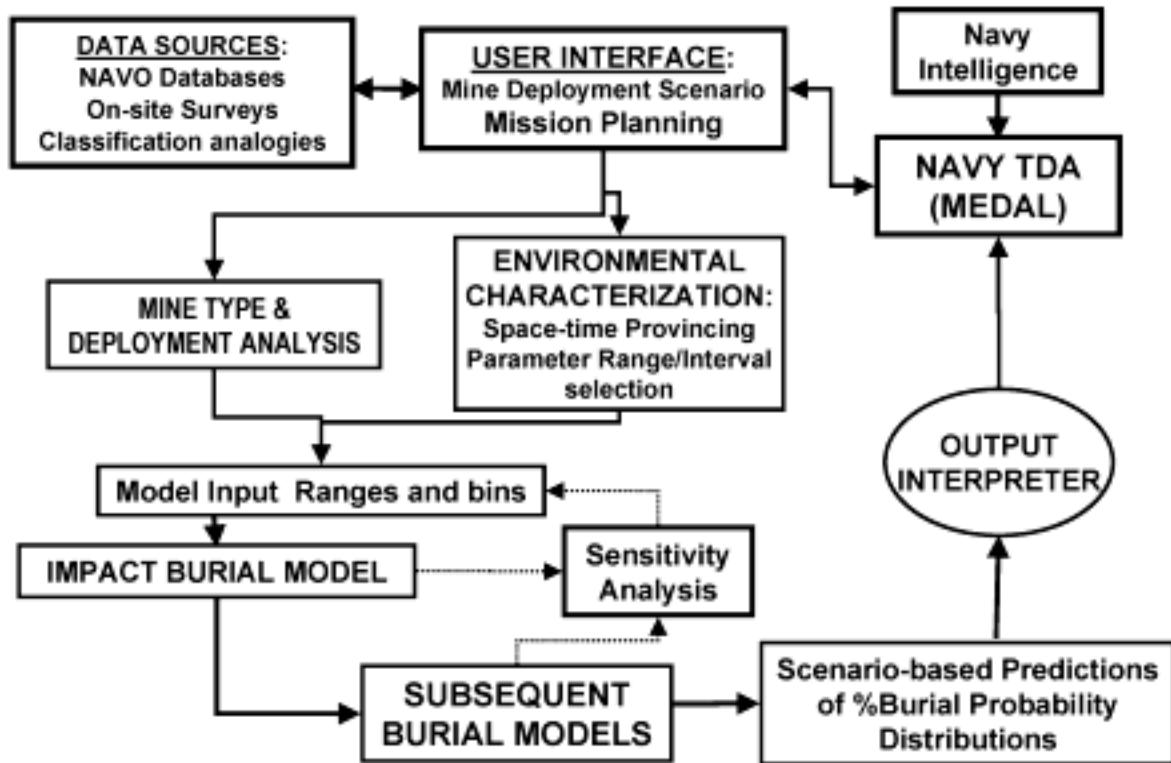 DATA SOURCES:
NAVO Databases
On-site Surveys
Classification analogies
USER INTERFACE:
Mine Deployment Scenario
Mission Planning
Navy
Intelligence
NAVY TDA
(MEDAL)
MINE TYPE &
DEPLOYMENT ANALYSIS
ENVIRONMENTAL
CHARACTERIZATION:
Space-time Provincing
Parameter Range/Interval
selection
OUTPUT
INTERPRETER
Model Input Ranges and bins
IMPACT BURIAL MODEL
Sensitivity
Analysis
SUBSEQUENT
BURIAL MODELS
Scenario-based Predictions
of %Burial Probability
Distributions